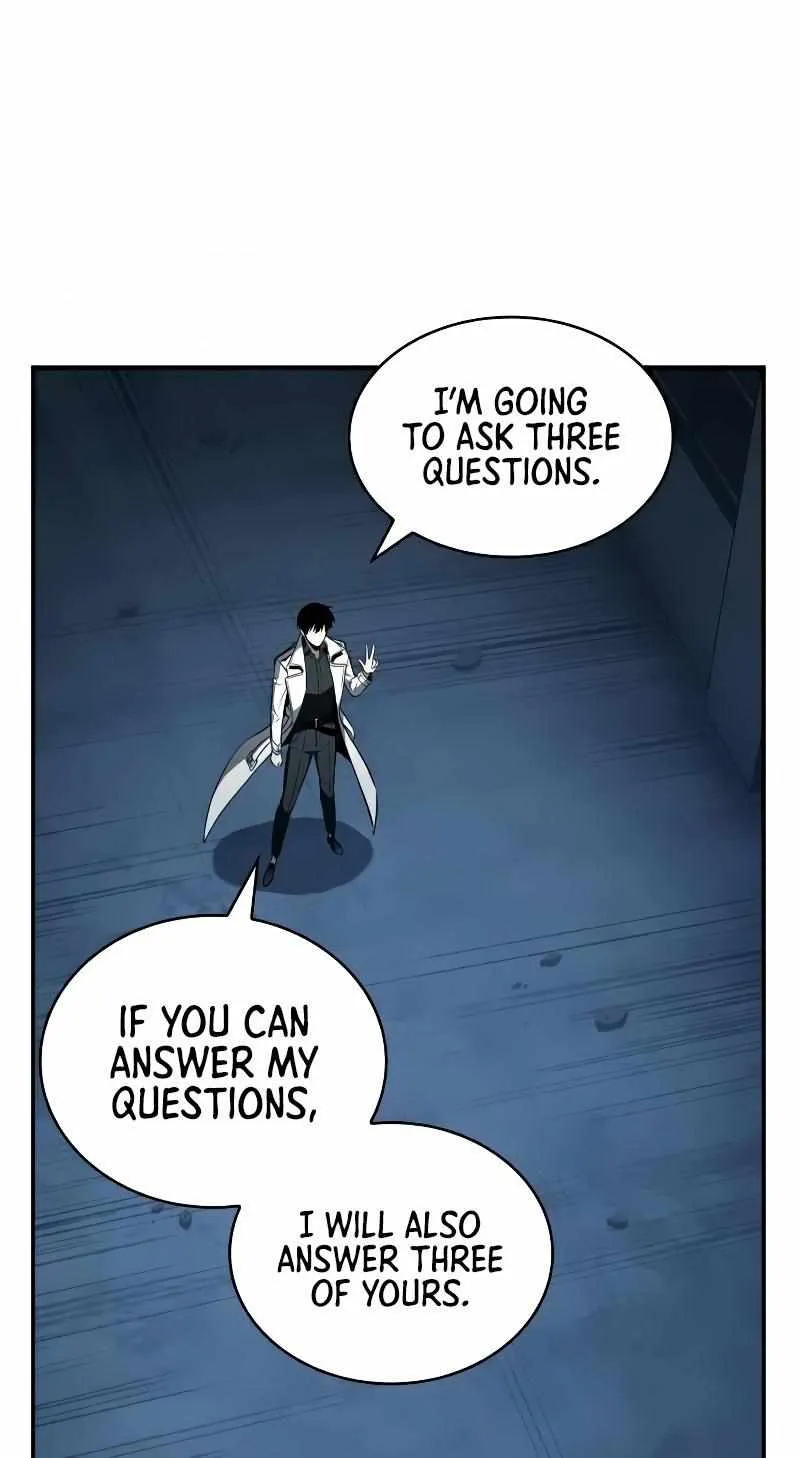 I'M GOING
TO ASK THREE
QUESTIONS.
IF YOU CAN
ANSWER MY
QUESTIONS,
I WILL ALSO
ANSWER THREE
OF YOURS.